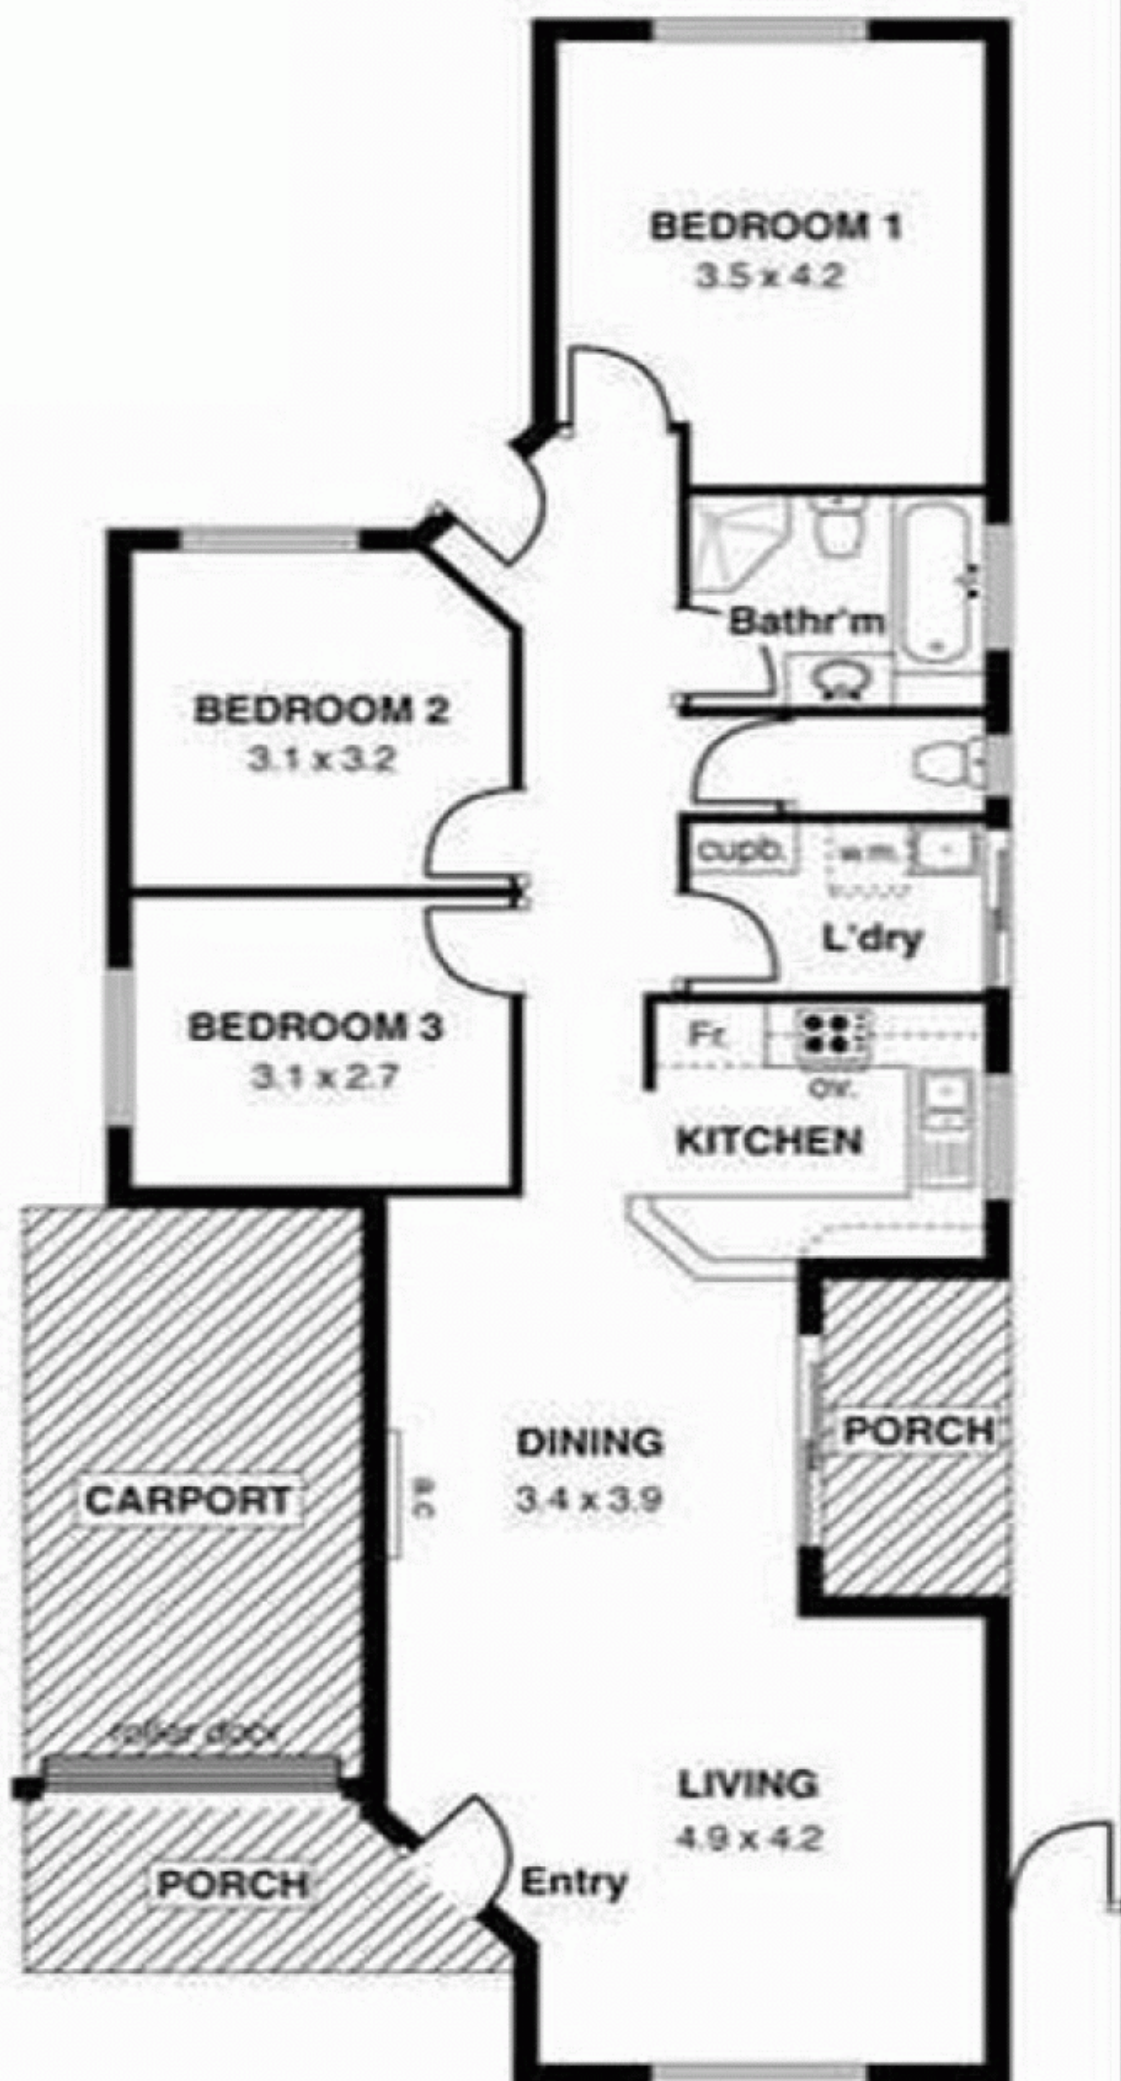 BEDROOM 1
3.5 x 4.2
Bathr'm
BEDROOM 2
3.1 x 3.2
cupb.
w.m.
L'dry
BEDROOM 3
3.1 x 2.7
Fr.
ov.
KITCHEN
DINING
3.4 x 3.9
PORCH
CARPORT
a.c
roller door
LIVING
4.9 x 4.2
PORCH
Entry